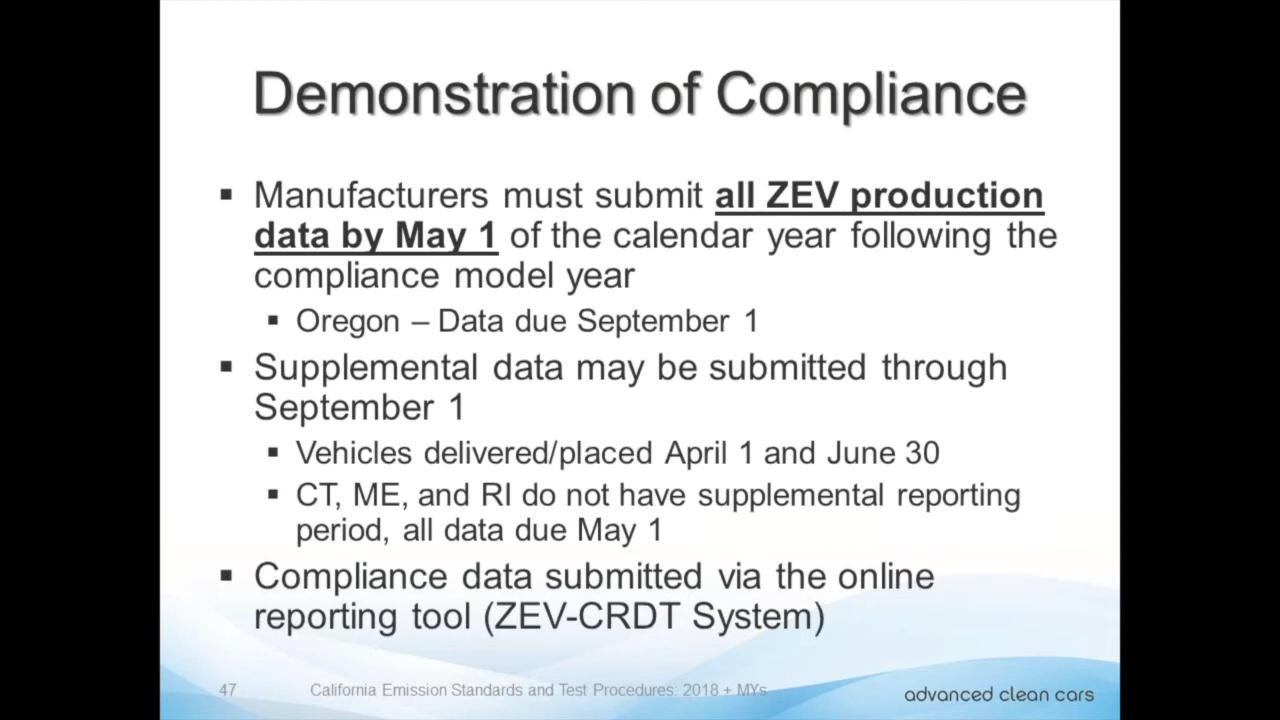 Demonstration of Compliance
▪ Manufacturers must submit all ZEV production
data by May 1 of the calendar year following the
compliance model year
▪ Oregon – Data due September 1
▪ Supplemental data may be submitted through
September 1
▪ Vehicles delivered/placed April 1 and June 30
▪ CT, ME, and RI do not have supplemental reporting
period, all data due May 1
▪ Compliance data submitted via the online
reporting tool (ZEV-CRDT System)
47 California Emission Standards and Test Procedures: 2018 + MYs
advanced clean cars